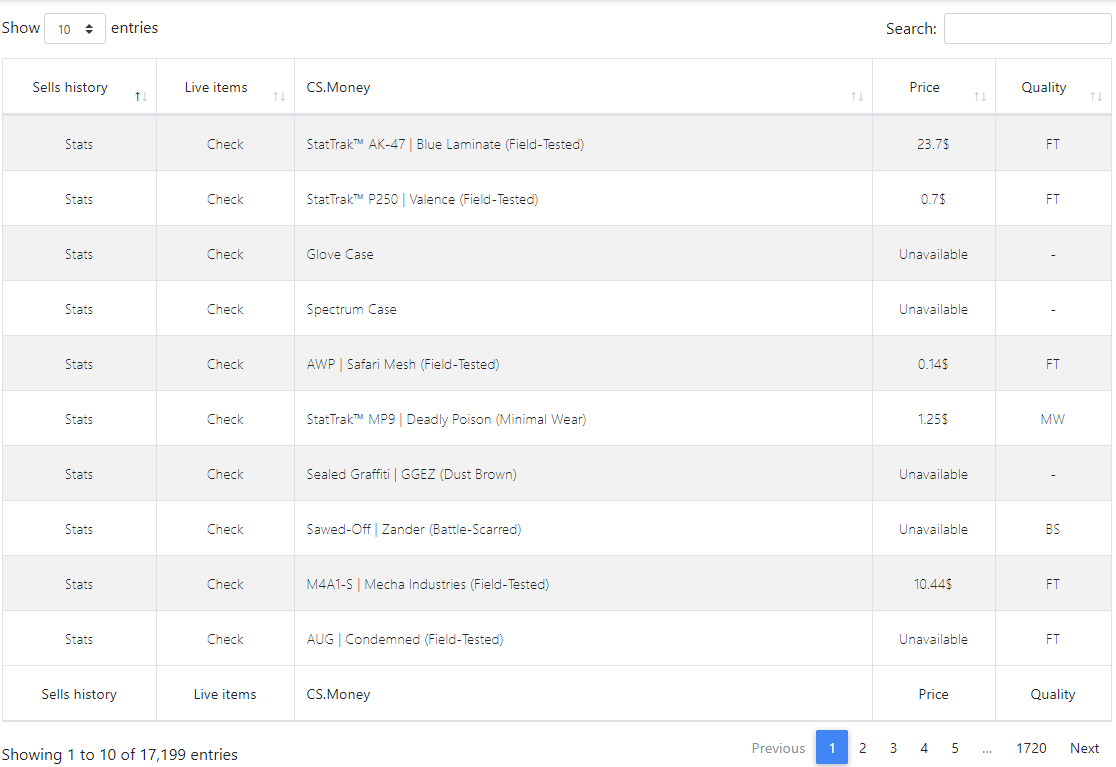 Show 10 entries Search:
Sells history Live items CS.Money Price Quality
Stats Check StatTrak™ AK-47 | Blue Laminate (Field-Tested) 23.7$ FT
Stats Check StatTrak™ P250 | Valence (Field-Tested) 0.7$ FT
Stats Check Glove Case Unavailable -
Stats Check Spectrum Case Unavailable -
Stats Check AWP | Safari Mesh (Field-Tested) 0.14$ FT
Stats Check StatTrak™ MP9 | Deadly Poison (Minimal Wear) 1.25$ MW
Stats Check Sealed Graffiti | GGEZ (Dust Brown) Unavailable -
Stats Check Sawed-Off | Zander (Battle-Scarred) Unavailable BS
Stats Check M4A1-S | Mecha Industries (Field-Tested) 10.44$ FT
Stats Check AUG | Condemned (Field-Tested) Unavailable FT
Sells history Live items CS.Money Price Quality
Showing 1 to 10 of 17,199 entries Previous 1 2 3 4 5 ... 1720 Next